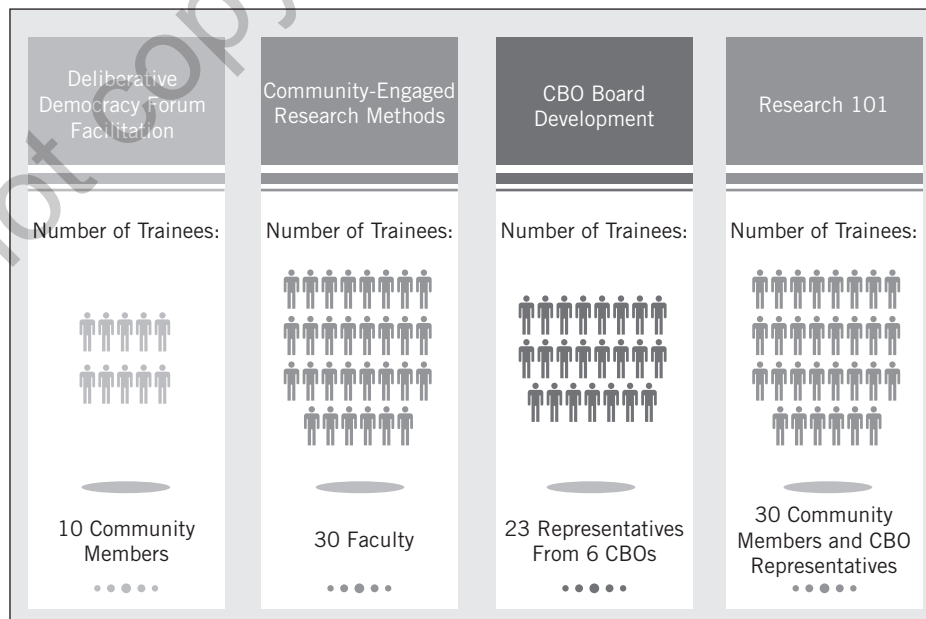 not copy
Deliberative
Democracy Forum
Facilitation
Number of Trainees:
10 Community
Members
Community-Engaged
Research Methods
Number of Trainees:
30 Faculty
CBO Board
Development
Number of Trainees:
23 Representatives
From 6 CBOs
Research 101
Number of Trainees:
30 Community
Members and CBO
Representatives